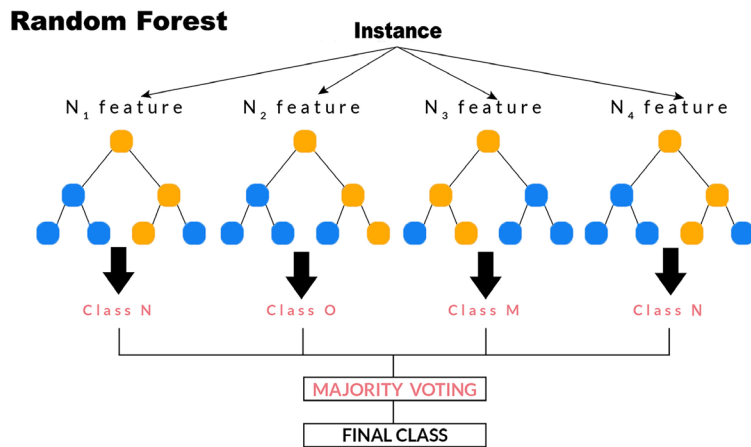 Random Forest
Instance
N₁ feature
N₂ feature
N₃ feature
N₄ feature
Class N
Class O
Class M
Class N
MAJORITY VOTING
FINAL CLASS